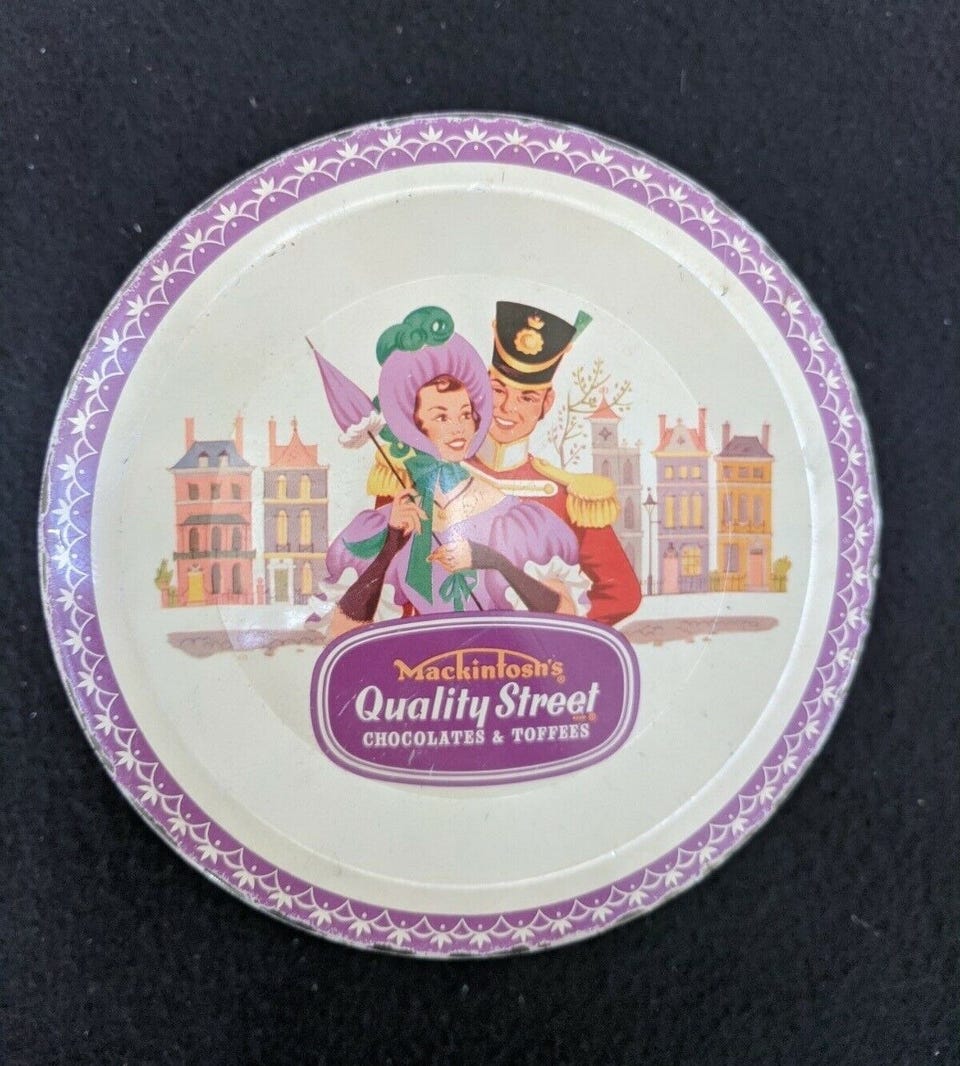 Mackintosh's®
Quality Street
CHOCOLATES & TOFFEES